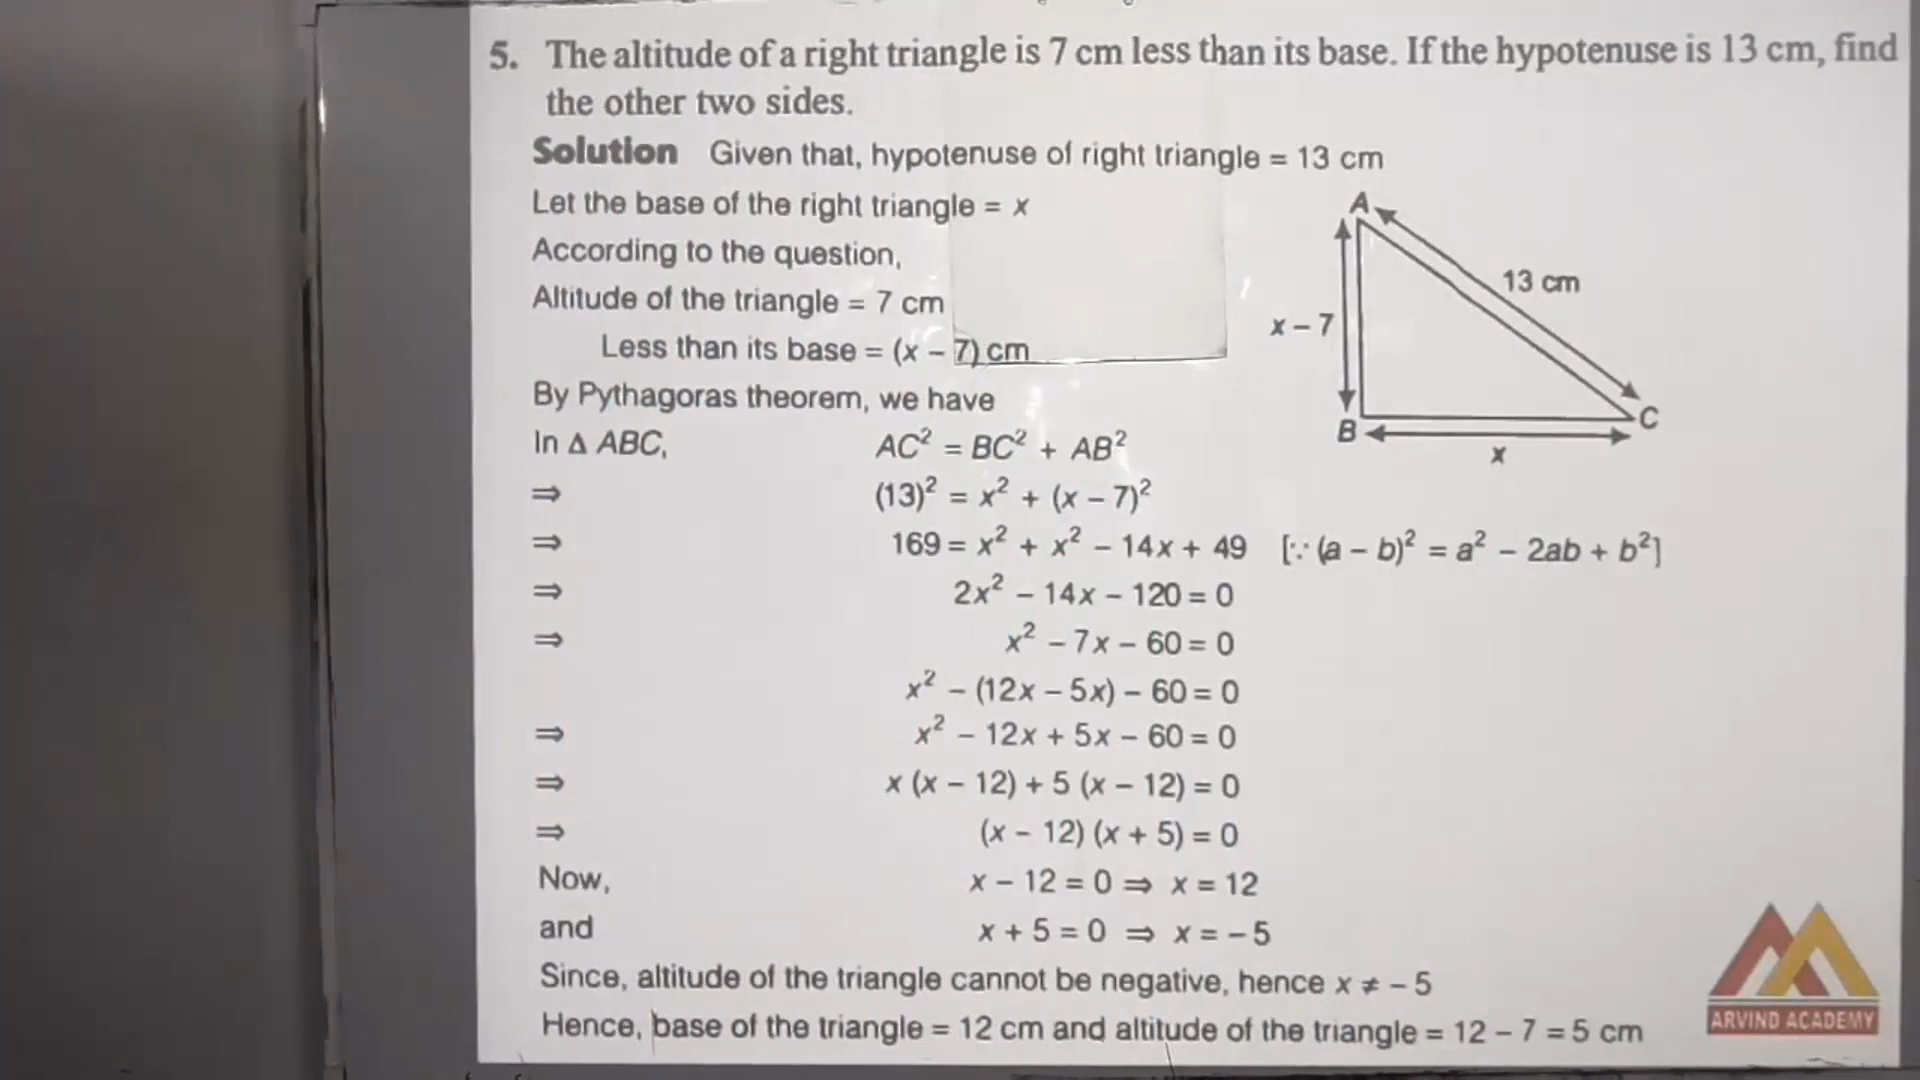 5. The altitude of a right triangle is 7 cm less than its base. If the hypotenuse is 13 cm, find
the other two sides.
Solution Given that, hypotenuse of right triangle = 13 cm
Let the base of the right triangle = x
According to the question,
Altitude of the triangle = 7 cm
Less than its base = (x – 7) cm
By Pythagoras theorem, we have
In Δ ABC, AC² = BC² + AB²
⇒ (13)² = x² + (x – 7)²
⇒ 169 = x² + x² – 14x + 49 [∵ (a – b)² = a² – 2ab + b²]
⇒ 2x² – 14x – 120 = 0
⇒ x² – 7x – 60 = 0
x² – (12x – 5x) – 60 = 0
⇒ x² – 12x + 5x – 60 = 0
⇒ x (x – 12) + 5 (x – 12) = 0
⇒ (x – 12) (x + 5) = 0
Now, x – 12 = 0 ⇒ x = 12
and x + 5 = 0 ⇒ x = – 5
Since, altitude of the triangle cannot be negative, hence x ≠ – 5
Hence, base of the triangle = 12 cm and altitude of the triangle = 12 – 7 = 5 cm
A
13 cm
x – 7
B
C
x
ARVIND ACADEMY